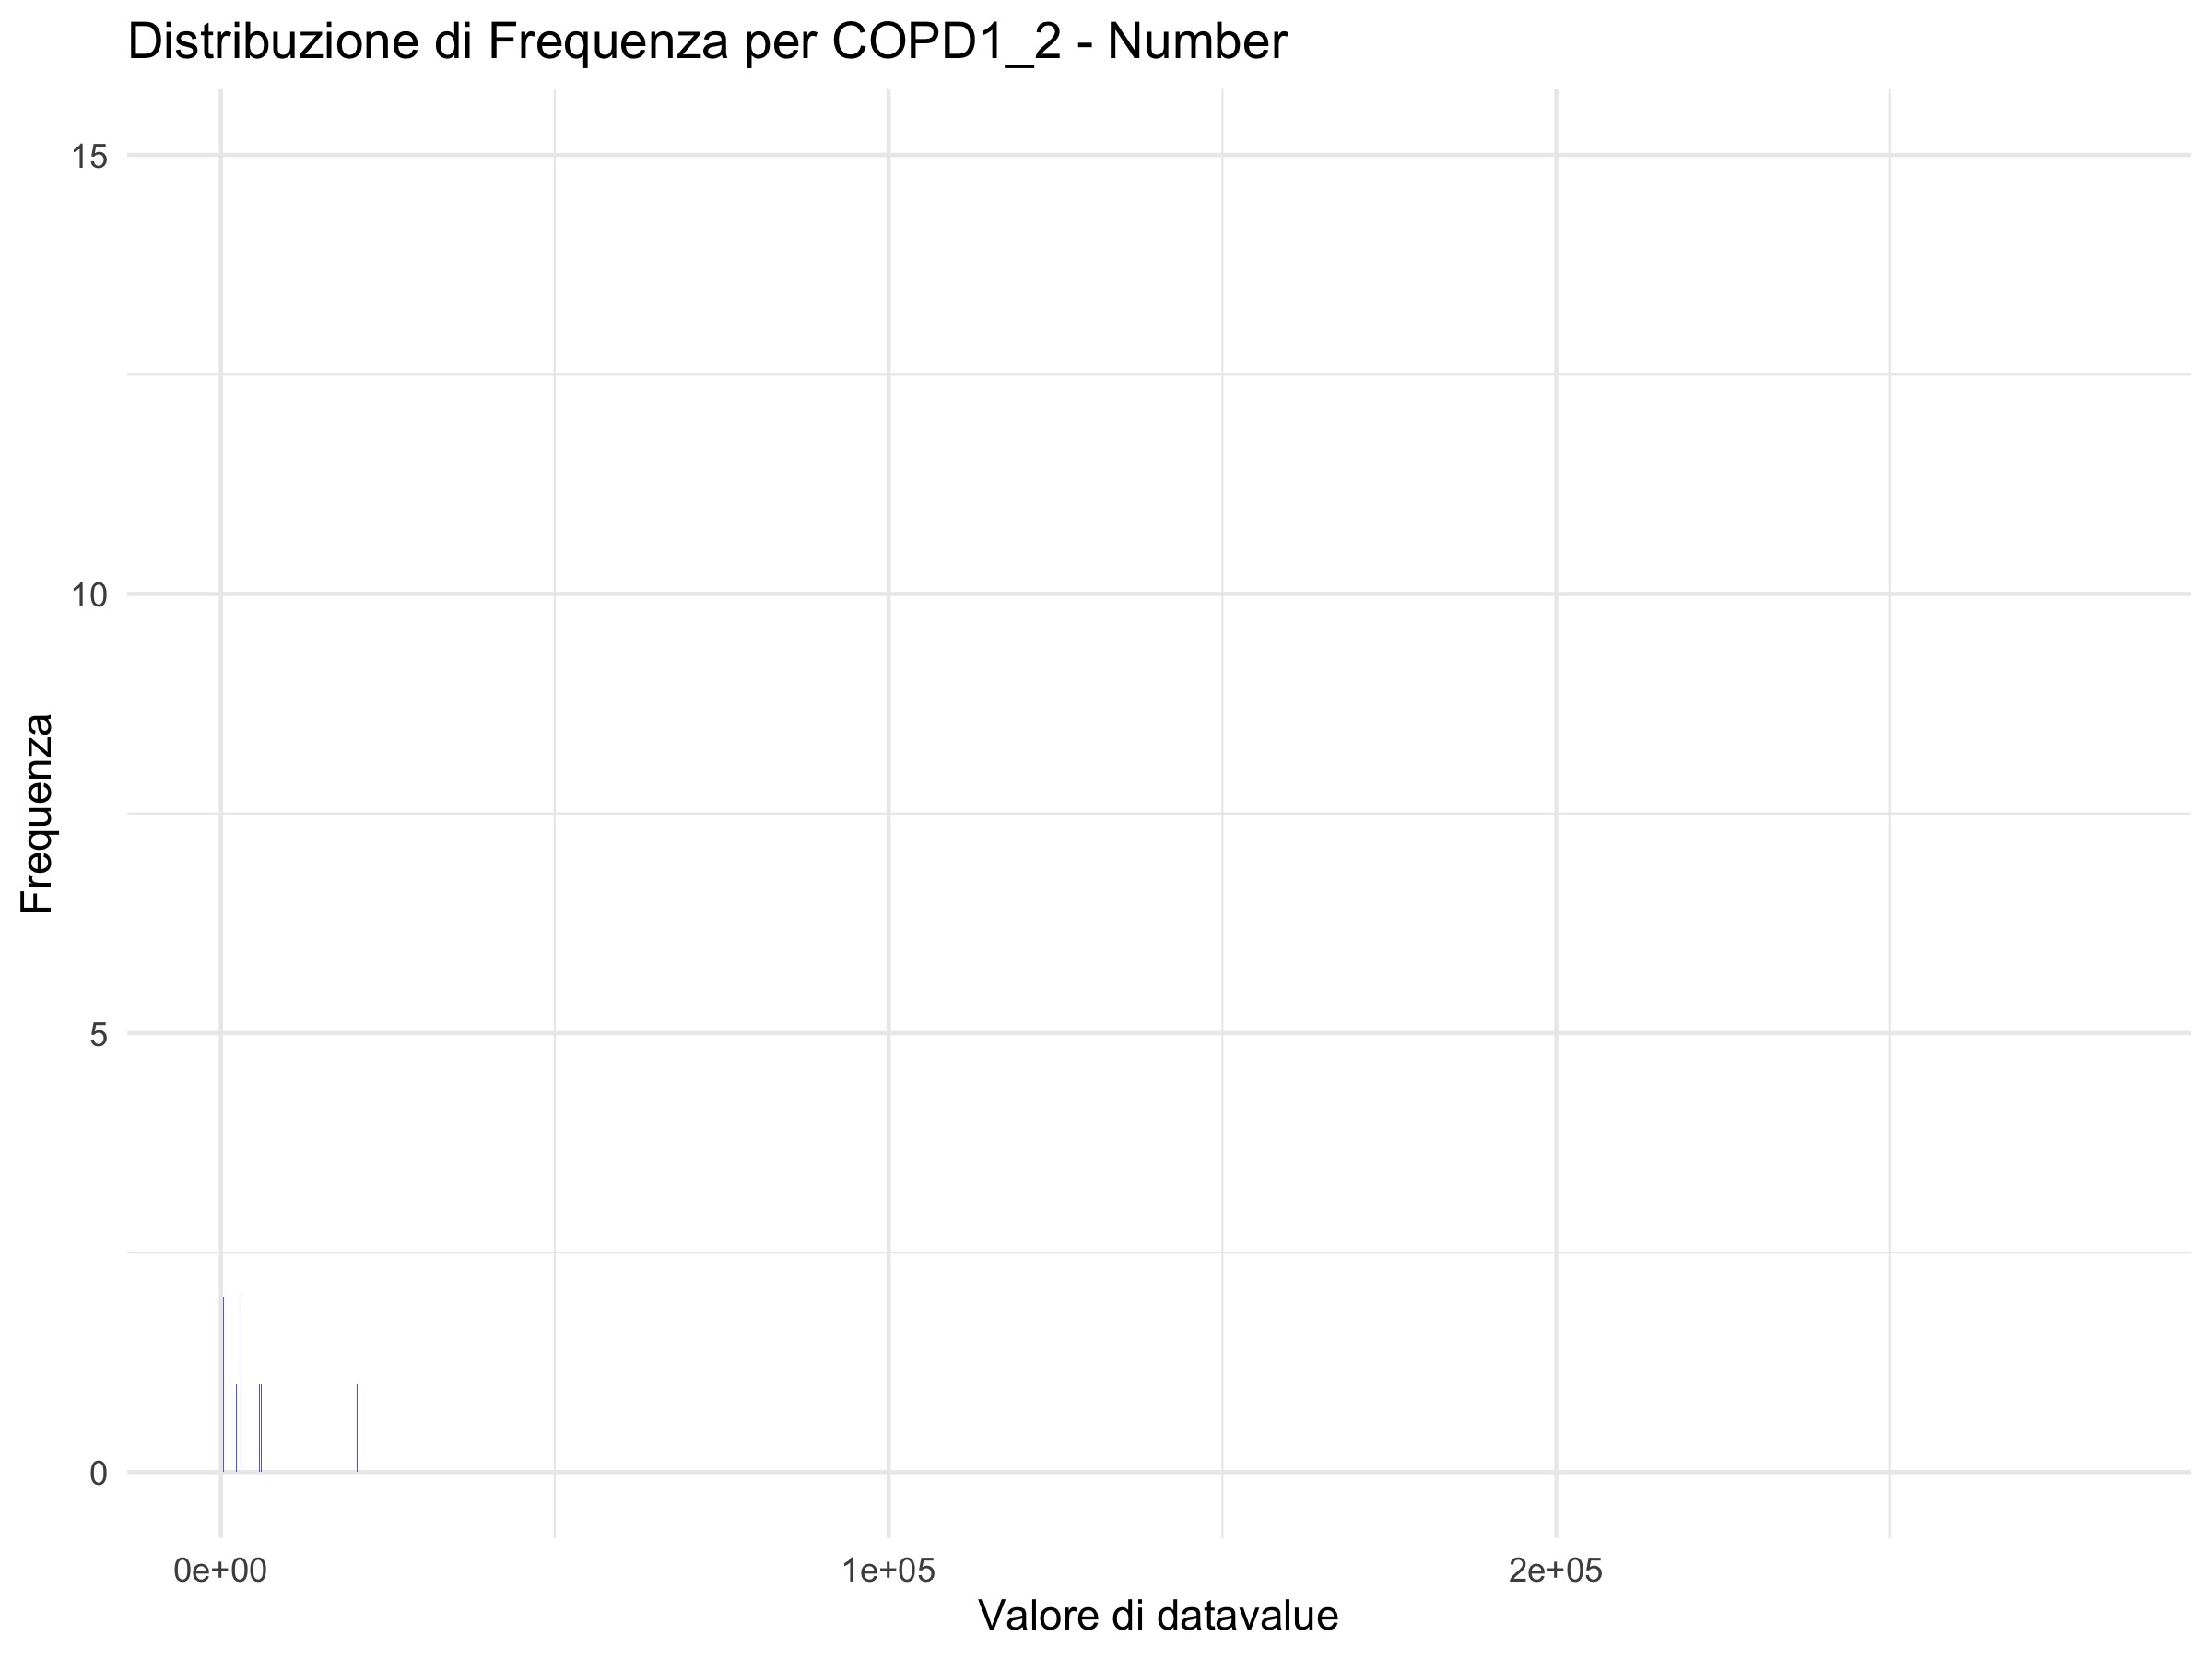 Distribuzione di Frequenza per COPD1_2 - Number
15
10
5
0
Frequenza
0e+00 1e+05 2e+05
Valore di datavalue